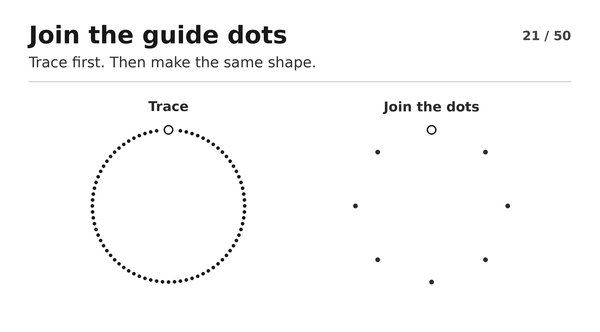 Join the guide dots
21 / 50
Trace first. Then make the same shape.
Trace
Join the dots